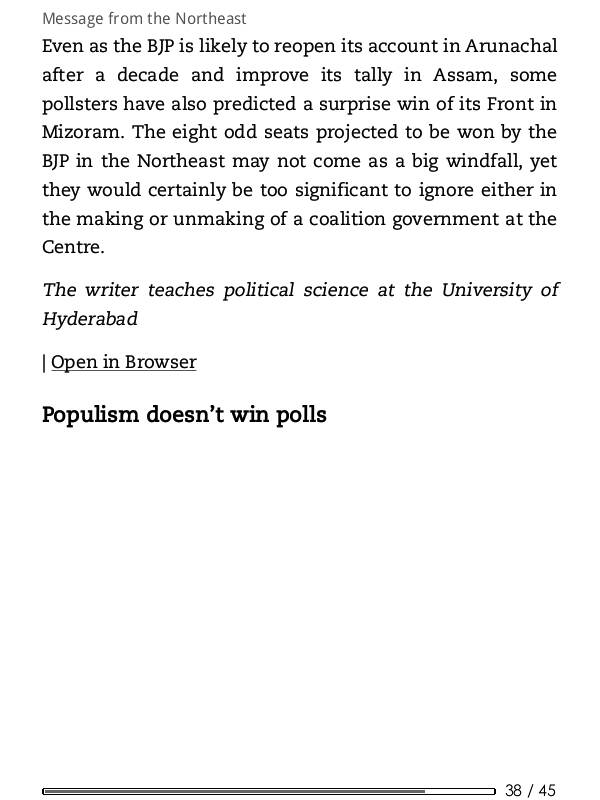 Message from the Northeast
Even as the BJP is likely to reopen its account in Arunachal
after a decade and improve its tally in Assam, some
pollsters have also predicted a surprise win of its Front in
Mizoram. The eight odd seats projected to be won by the
BJP in the Northeast may not come as a big windfall, yet
they would certainly be too significant to ignore either in
the making or unmaking of a coalition government at the
Centre.
The writer teaches political science at the University of
Hyderabad
| Open in Browser
Populism doesn’t win polls
38 / 45